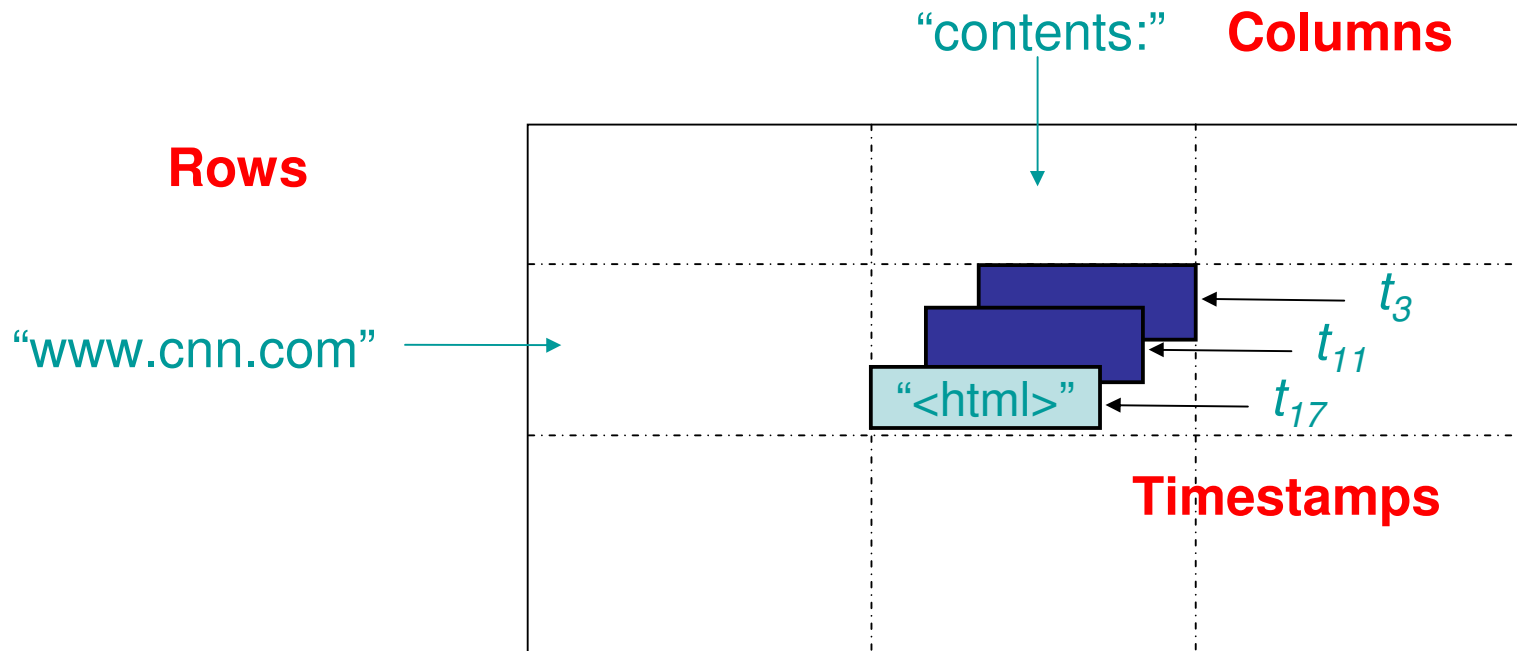 “contents:” Columns
Rows
t3
“www.cnn.com”
t11
“<html>”
t17
Timestamps